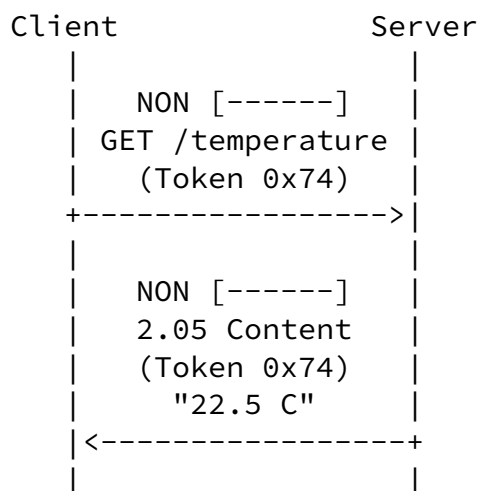 Client Server
NON [------]
GET /temperature
(Token 0x74)
NON [------]
2.05 Content
(Token 0x74)
"22.5 C"